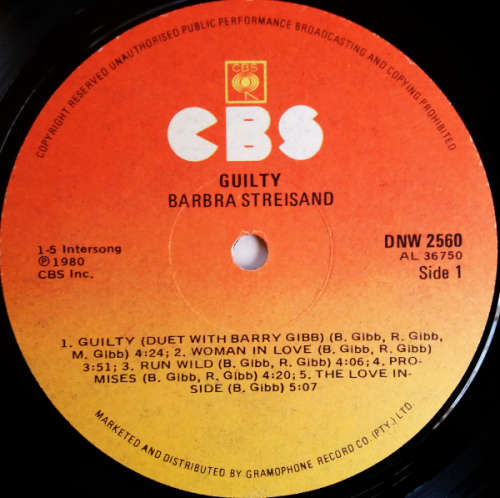 COPYRIGHT RESERVED UNAUTHORISED PUBLIC PERFORMANCE BROADCASTING AND COPYING PROHIBITED
CBS
CBS
GUILTY
BARBRA STREISAND
1-5 Intersong
℗ 1980
CBS Inc.
DNW 2560
AL 36750
Side 1
1. GUILTY (DUET WITH BARRY GIBB) (B. Gibb, R. Gibb,
M. Gibb) 4:24; 2. WOMAN IN LOVE (B. Gibb, R. Gibb)
3:51; 3. RUN WILD (B. Gibb, R. Gibb) 4:06; 4. PRO-
MISES (B. Gibb, R. Gibb) 4:20; 5. THE LOVE IN-
SIDE (B. Gibb) 5:07
MARKETED AND DISTRIBUTED BY GRAMOPHONE RECORD CO. (PTY.) LTD.